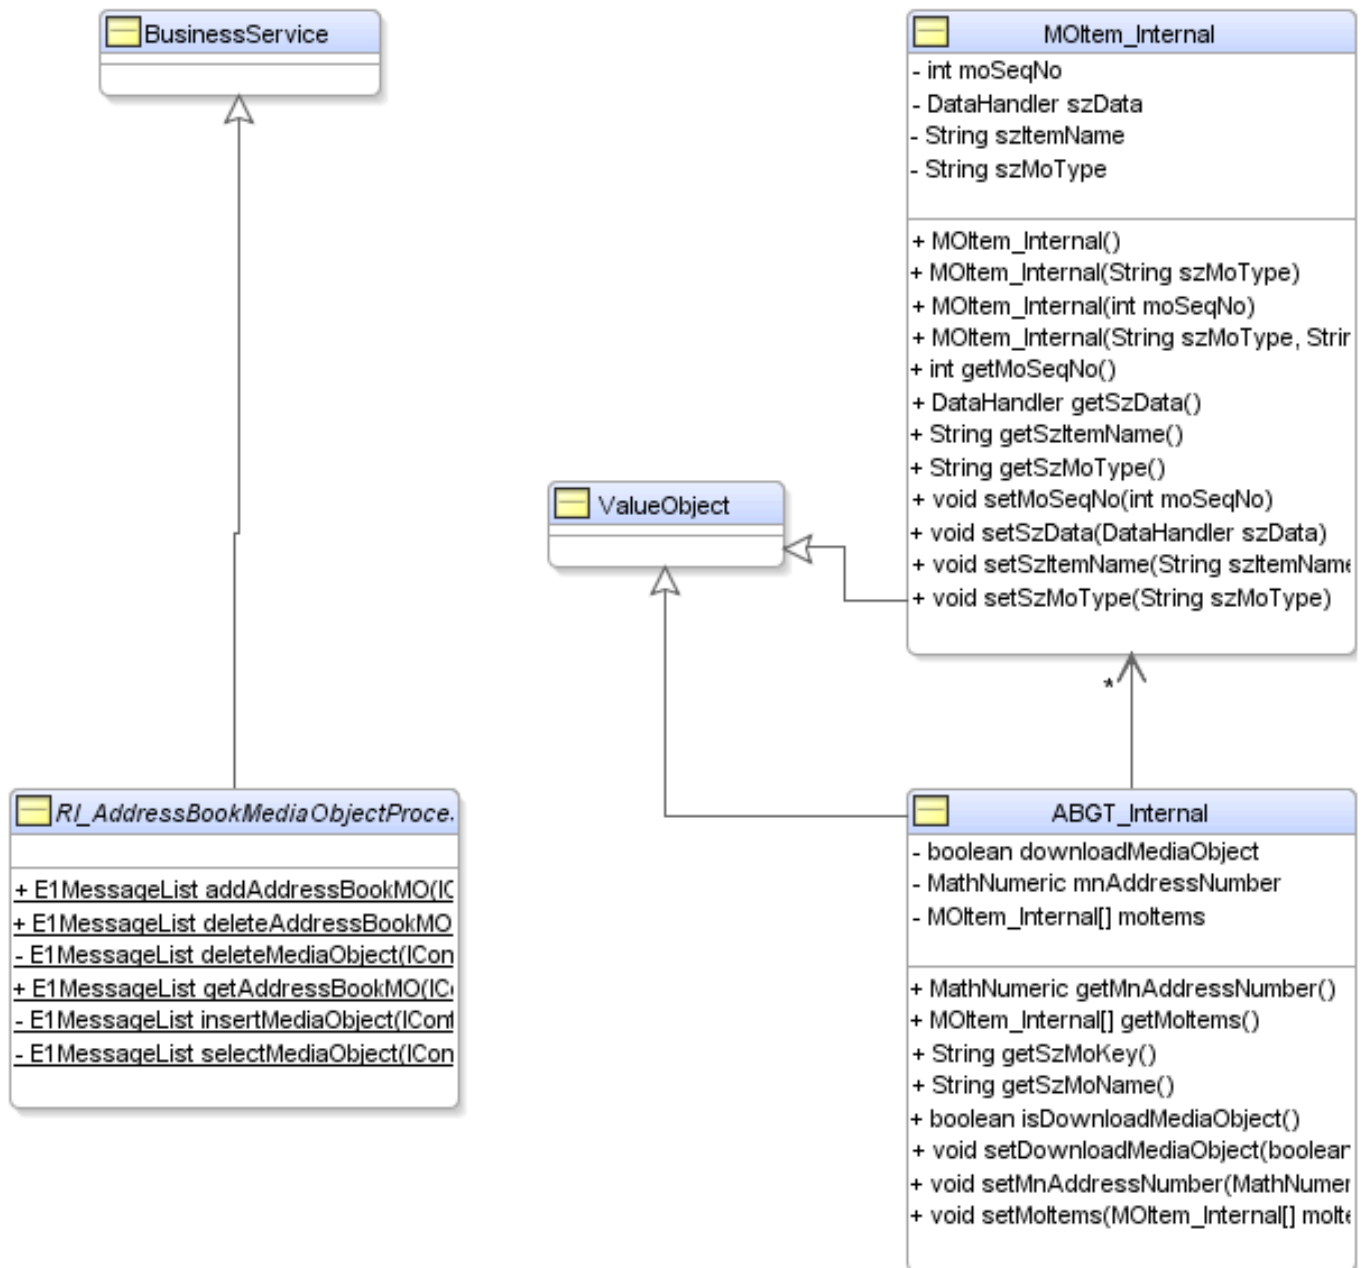 BusinessService
MOItem_Internal
- int moSeqNo
- DataHandler szData
- String szItemName
- String szMoType
+ MOItem_Internal()
+ MOItem_Internal(String szMoType)
+ MOItem_Internal(int moSeqNo)
+ MOItem_Internal(String szMoType, Strin
+ int getMoSeqNo()
+ DataHandler getSzData()
+ String getSzItemName()
+ String getSzMoType()
+ void setMoSeqNo(int moSeqNo)
+ void setSzData(DataHandler szData)
+ void setSzItemName(String szItemName
+ void setSzMoType(String szMoType)
ValueObject
*
RI_AddressBookMediaObjectProce.
+ E1MessageList addAddressBookMO(IC
+ E1MessageList deleteAddressBookMO
- E1MessageList deleteMediaObject(ICon
+ E1MessageList getAddressBookMO(ICo
- E1MessageList insertMediaObject(ICont
- E1MessageList selectMediaObject(ICon
ABGT_Internal
- boolean downloadMediaObject
- MathNumeric mnAddressNumber
- MOItem_Internal[] moItems
+ MathNumeric getMnAddressNumber()
+ MOItem_Internal[] getMoItems()
+ String getSzMoKey()
+ String getSzMoName()
+ boolean isDownloadMediaObject()
+ void setDownloadMediaObject(boolean
+ void setMnAddressNumber(MathNumer
+ void setMoItems(MOItem_Internal[] moIte